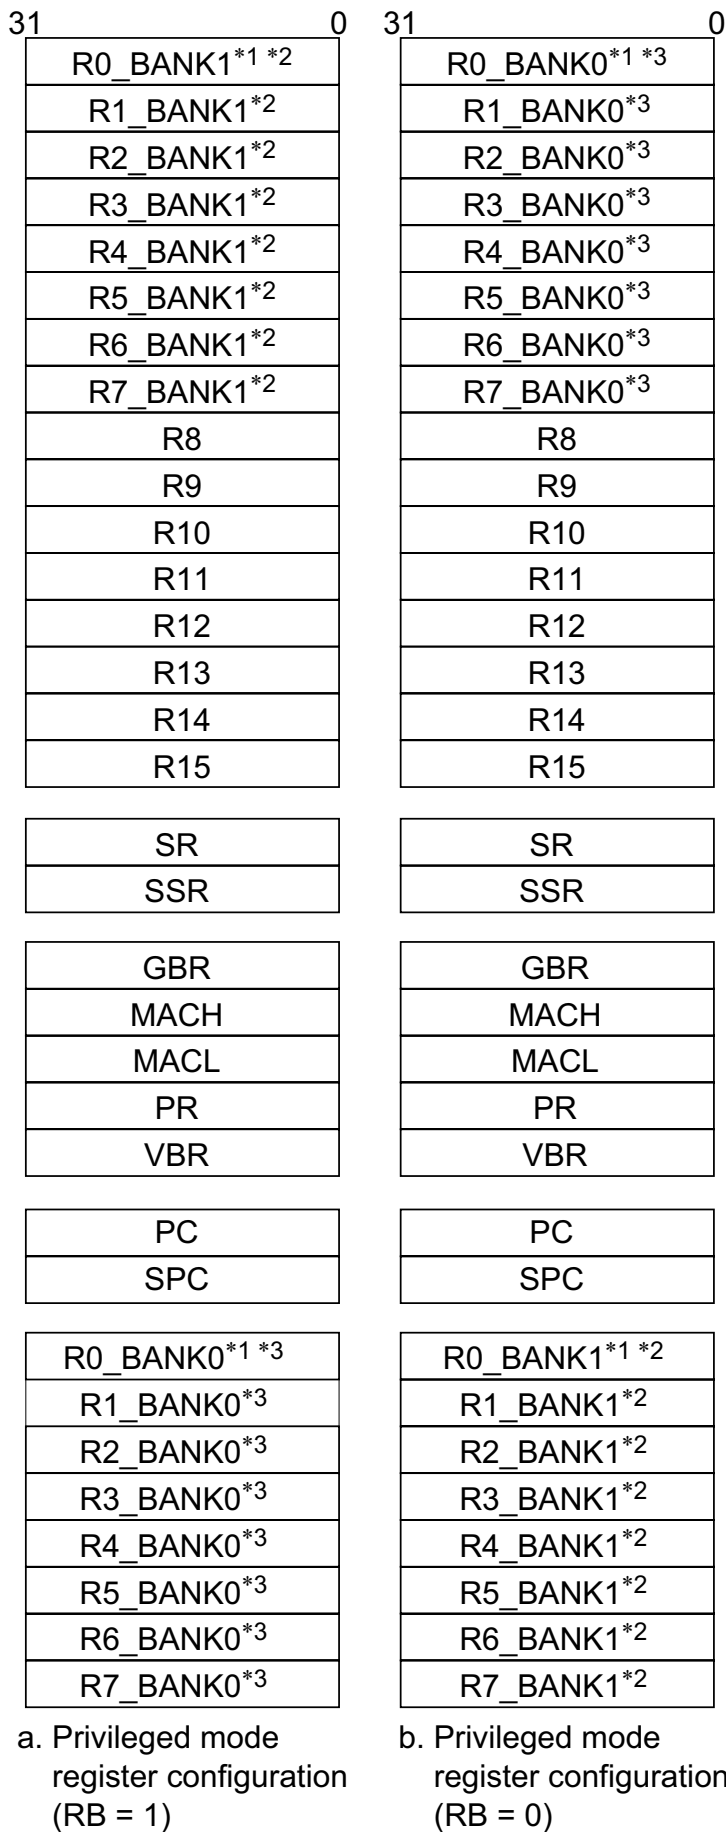 31 0 31 0
R0_BANK1*1 *2 R0_BANK0*1 *3
R1_BANK1*2 R1_BANK0*3
R2_BANK1*2 R2_BANK0*3
R3_BANK1*2 R3_BANK0*3
R4_BANK1*2 R4_BANK0*3
R5_BANK1*2 R5_BANK0*3
R6_BANK1*2 R6_BANK0*3
R7_BANK1*2 R7_BANK0*3
R8 R8
R9 R9
R10 R10
R11 R11
R12 R12
R13 R13
R14 R14
R15 R15
SR SR
SSR SSR
GBR GBR
MACH MACH
MACL MACL
PR PR
VBR VBR
PC PC
SPC SPC
R0_BANK0*1 *3 R0_BANK1*1 *2
R1_BANK0*3 R1_BANK1*2
R2_BANK0*3 R2_BANK1*2
R3_BANK0*3 R3_BANK1*2
R4_BANK0*3 R4_BANK1*2
R5_BANK0*3 R5_BANK1*2
R6_BANK0*3 R6_BANK1*2
R7_BANK0*3 R7_BANK1*2
a. Privileged mode b. Privileged mode
register configuration register configuration
(RB = 1) (RB = 0)